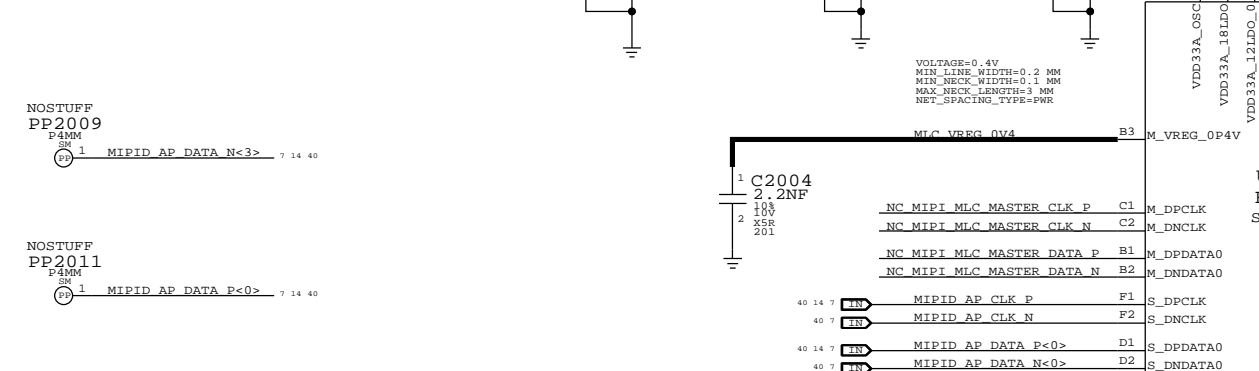 VDD33A_OSC
VDD33A_18LDO
VDD33A_12LDO_0
VOLTAGE=0.4V
MIN_LINE_WIDTH=0.2 MM
MIN_NECK_WIDTH=0.1 MM
MAX_NECK_LENGTH=3 MM
NET_SPACING_TYPE=PWR
NOSTUFF
PP2009
P4MM
SM
PP 1 MIPID_AP_DATA_N<3> 7 14 40
MLC_VREG_0V4 B3 M_VREG_0P4V
1 C2004
2.2NF
10%
10V
2 X5R
201
NC_MIPI_MLC_MASTER_CLK_P C1 M_DPCLK
NC_MIPI_MLC_MASTER_CLK_N C2 M_DNCLK
NC_MIPI_MLC_MASTER_DATA_P B1 M_DPDATA0
NC_MIPI_MLC_MASTER_DATA_N B2 M_DNDATA0
NOSTUFF
PP2011
P4MM
SM
PP 1 MIPID_AP_DATA_P<0> 7 14 40
40 14 7 IN MIPID_AP_CLK_P F1 S_DPCLK
40 7 IN MIPID_AP_CLK_N F2 S_DNCLK
40 14 7 IN MIPID_AP_DATA_P<0> D1 S_DPDATA0
40 7 IN MIPID_AP_DATA_N<0> D2 S_DNDATA0